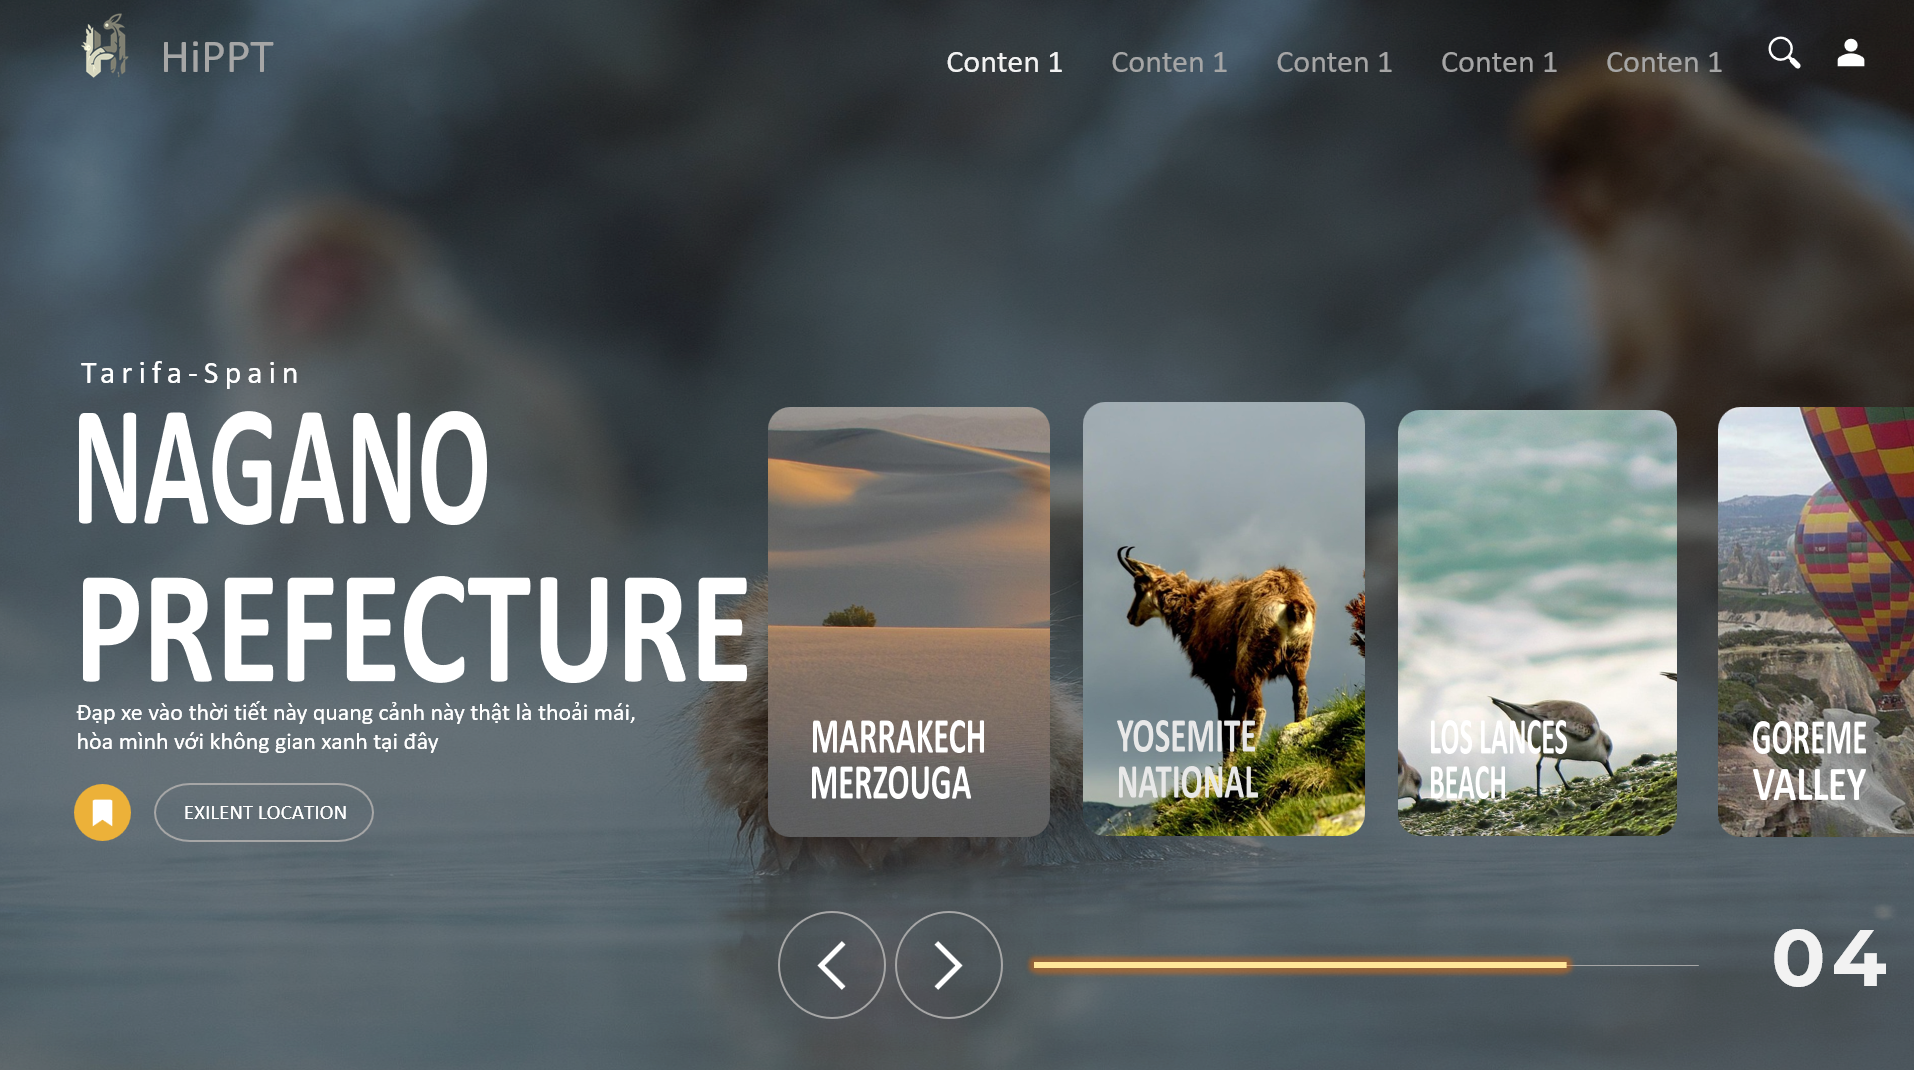 HiPPT
Conten 1
Conten 1
Conten 1
Conten 1
Conten 1
Tarifa-Spain
NAGANO
PREFECTURE
Đạp xe vào thời tiết này quang cảnh này thật là thoải mái,
hòa mình với không gian xanh tại đây
EXILENT LOCATION
MARRAKECH
MERZOUGA
YOSEMITE
NATIONAL
LOS LANCES
BEACH
GOREME
VALLEY
04